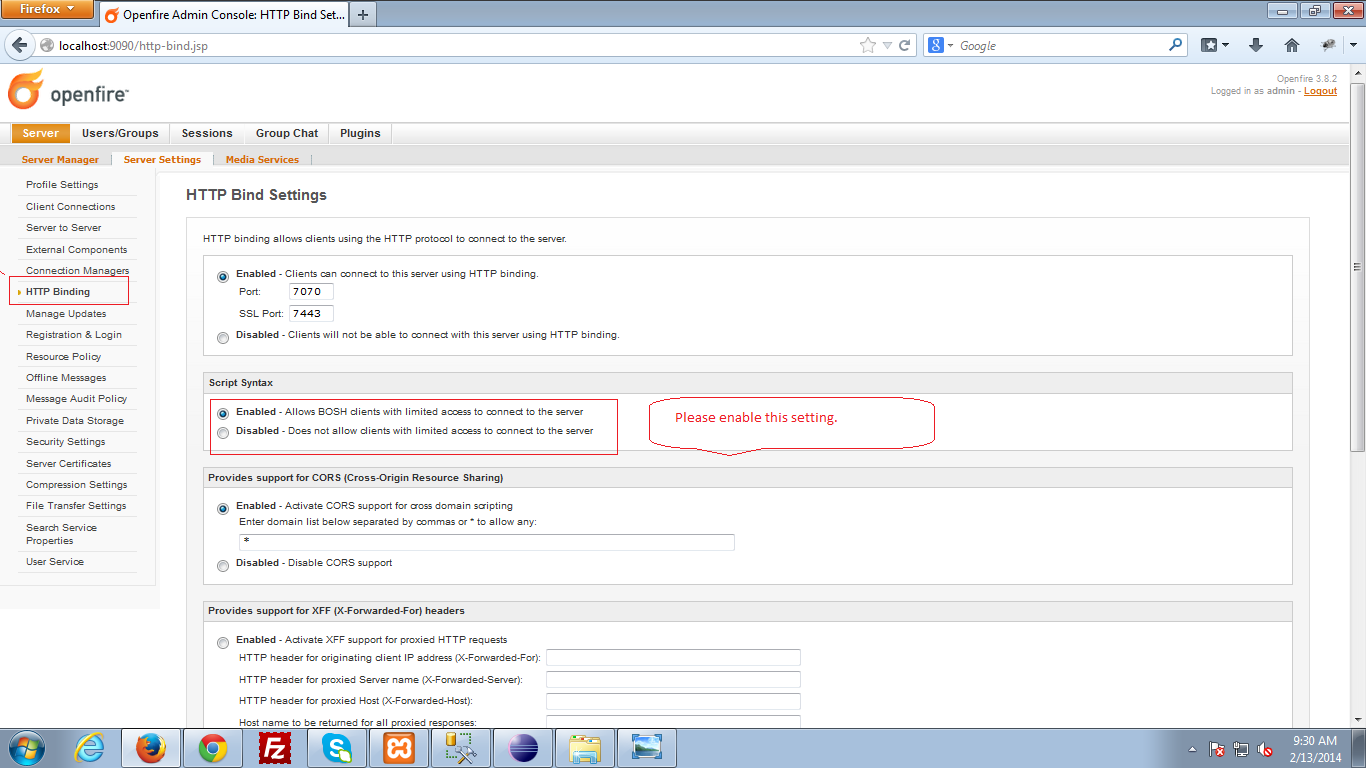 Firefox
Openfire Admin Console: HTTP Bind Set...
localhost:9090/http-bind.jsp
Google
openfire
Openfire 3.8.2
Logged in as admin - Logout
Server
Users/Groups
Sessions
Group Chat
Plugins
Server Manager
Server Settings
Media Services
Profile Settings
Client Connections
Server to Server
External Components
Connection Managers
HTTP Binding
Manage Updates
Registration & Login
Resource Policy
Offline Messages
Message Audit Policy
Private Data Storage
Security Settings
Server Certificates
Compression Settings
File Transfer Settings
Search Service
Properties
User Service
HTTP Bind Settings
HTTP binding allows clients using the HTTP protocol to connect to the server.
Enabled - Clients can connect to this server using HTTP binding.
Port: 7070
SSL Port: 7443
Disabled - Clients will not be able to connect with this server using HTTP binding.
Script Syntax
Enabled - Allows BOSH clients with limited access to connect to the server
Disabled - Does not allow clients with limited access to connect to the server
Please enable this setting.
Provides support for CORS (Cross-Origin Resource Sharing)
Enabled - Activate CORS support for cross domain scripting
Enter domain list below separated by commas or * to allow any:
*
Disabled - Disable CORS support
Provides support for XFF (X-Forwarded-For) headers
Enabled - Activate XFF support for proxied HTTP requests
HTTP header for originating client IP address (X-Forwarded-For):
HTTP header for proxied Server name (X-Forwarded-Server):
HTTP header for proxied Host (X-Forwarded-Host):
Host name to be returned for all proxied responses:
9:30 AM
2/13/2014